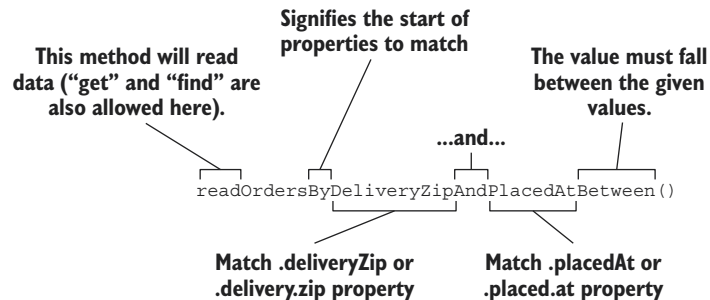 Signifies the start of
properties to match
This method will read
data (“get” and “find” are
also allowed here).
The value must fall
between the given
values.
...and...
readOrdersByDeliveryZipAndPlacedAtBetween()
Match .deliveryZip or
.delivery.zip property
Match .placedAt or
.placed.at property